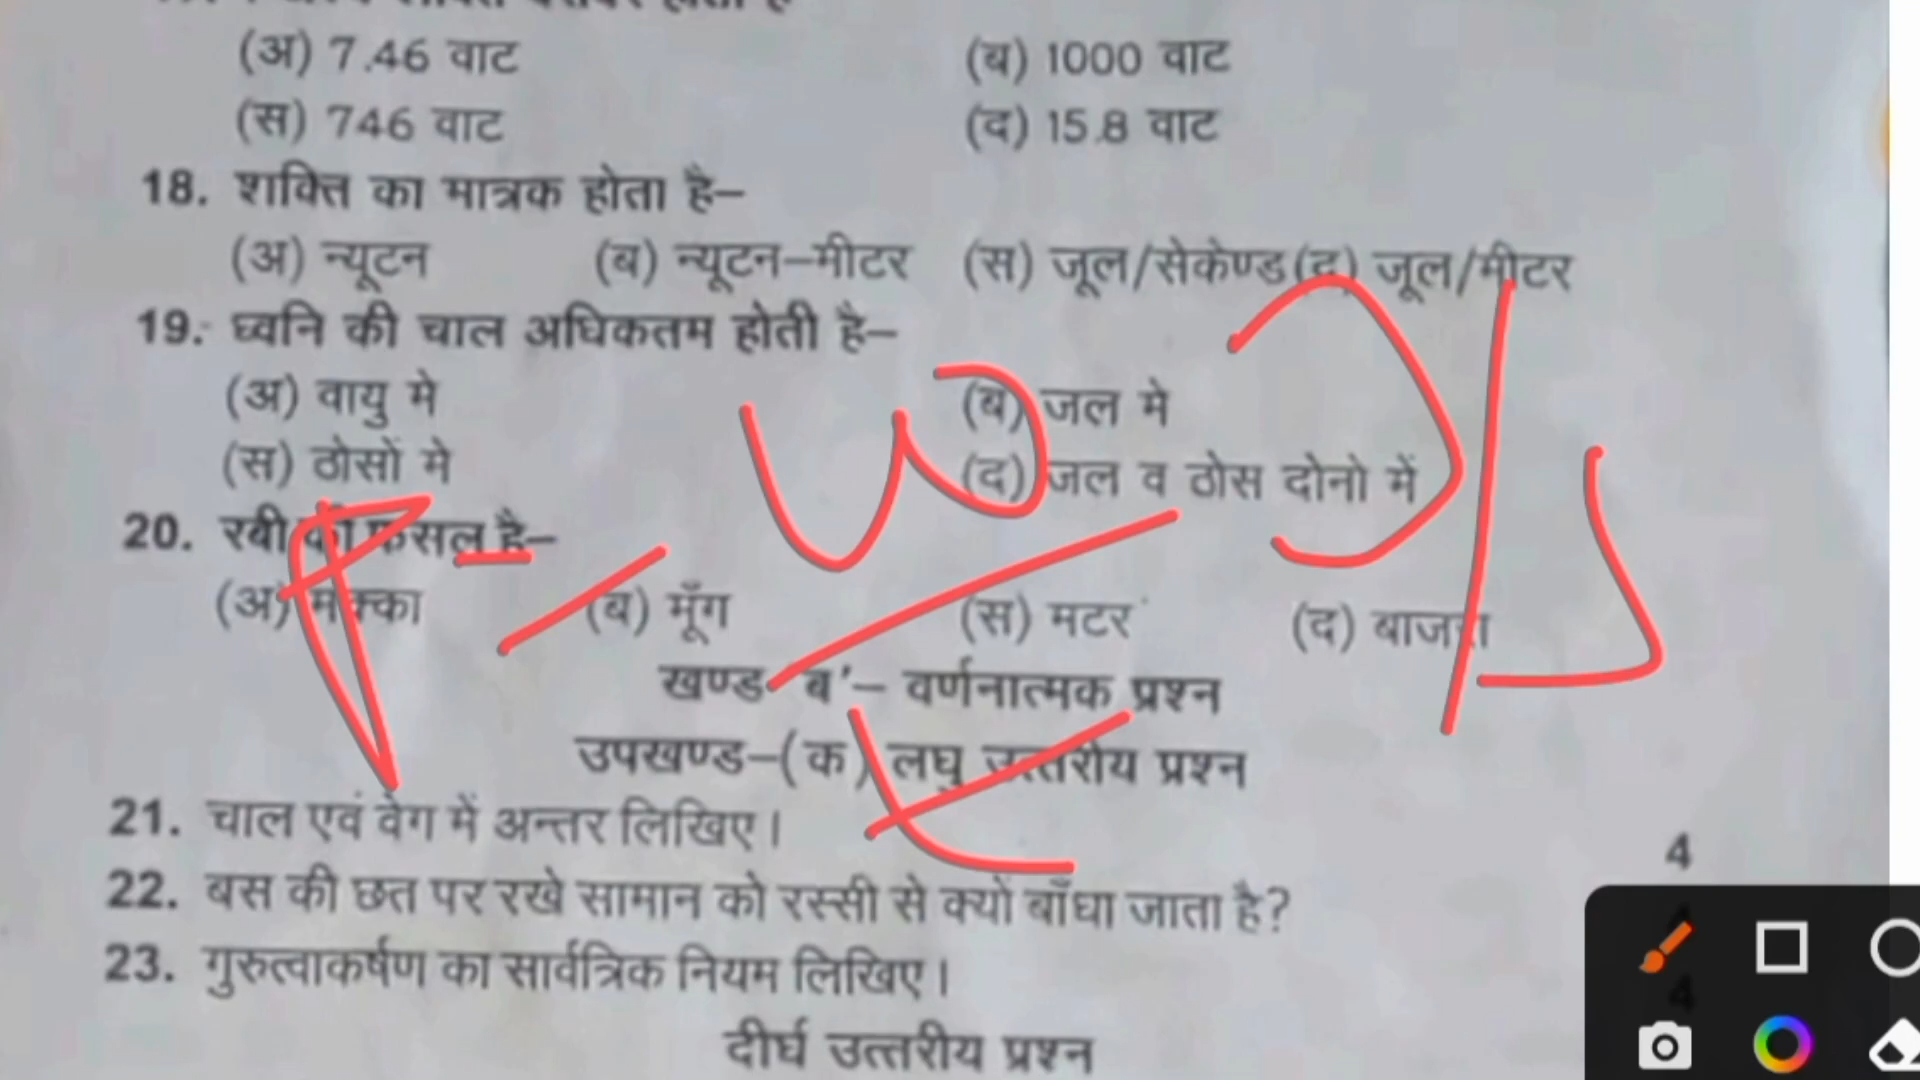 (अ) 7.46 वाट (ब) 1000 वाट
(स) 746 वाट (द) 15.8 वाट
18. शक्ति का मात्रक होता है–
(अ) न्यूटन (ब) न्यूटन–मीटर (स) जूल/सेकेण्ड (द) जूल/मीटर
19. ध्वनि की चाल अधिकतम होती है–
(अ) वायु मे (ब) जल मे
(स) ठोसों मे (द) जल व ठोस दोनो में
20. रबी की फसल है–
(अ) मक्का (ब) मूँग (स) मटर (द) बाजरा
खण्ड- ब'– वर्णनात्मक प्रश्न
उपखण्ड–(क) लघु उत्तरीय प्रश्न
21. चाल एवं वेग में अन्तर लिखिए।
4
22. बस की छत पर रखे सामान को रस्सी से क्यों बाँधा जाता है?
23. गुरुत्वाकर्षण का सार्वत्रिक नियम लिखिए।
4
दीर्घ उत्तरीय प्रश्न